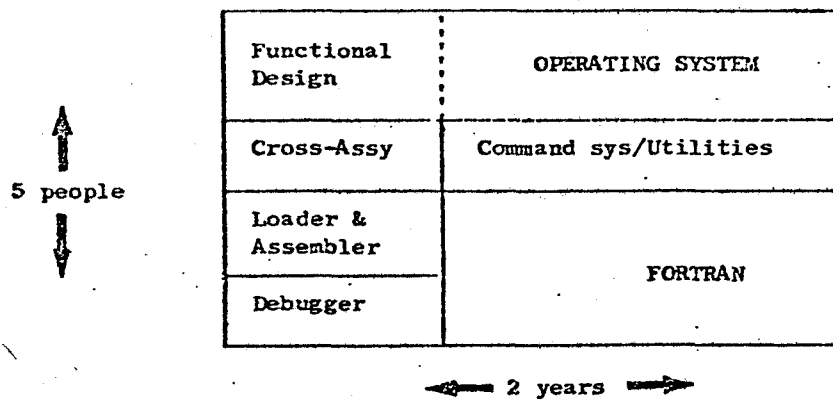 Functional
Design
OPERATING SYSTEM
Cross-Assy
Command sys/Utilities
5 people
Loader &
Assembler
FORTRAN
Debugger
2 years